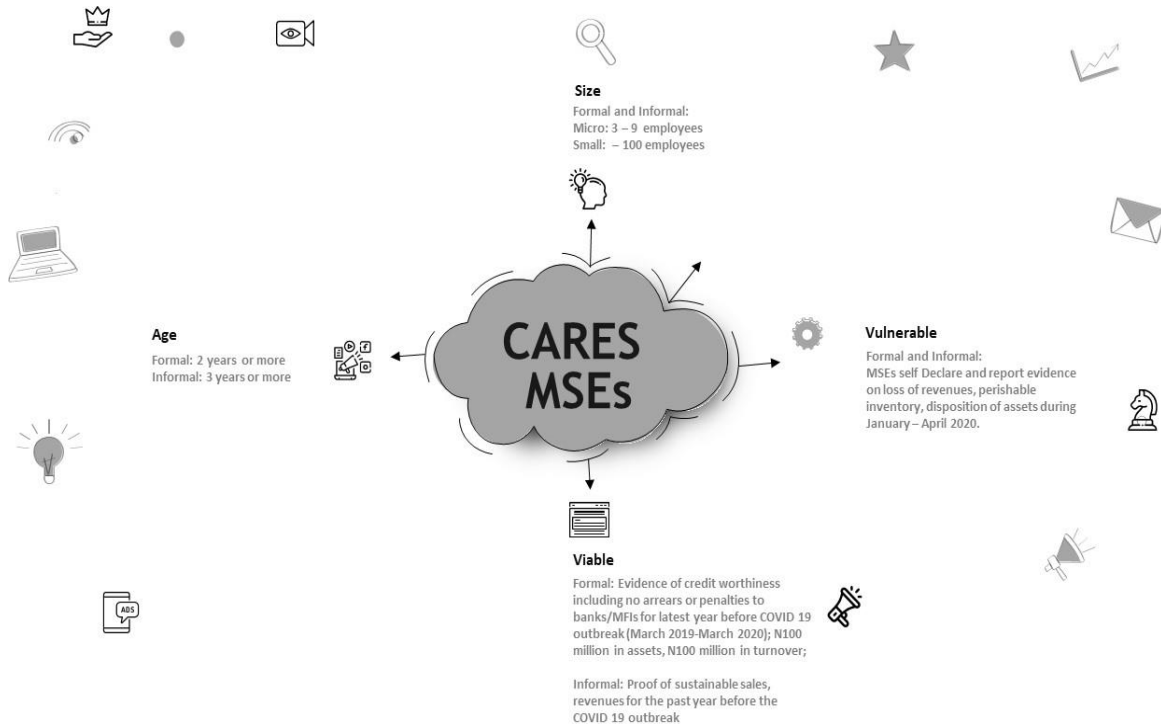 Size
Formal and Informal:
Micro: 3 – 9 employees
Small: – 100 employees
CARES
MSEs
Age
Formal: 2 years or more
Informal: 3 years or more
Vulnerable
Formal and Informal:
MSEs self Declare and report evidence
on loss of revenues, perishable
inventory, disposition of assets during
January – April 2020.
Viable
Formal: Evidence of credit worthiness
including no arrears or penalties to
banks/MFIs for latest year before COVID 19
outbreak (March 2019-March 2020); N100
million in assets, N100 million in turnover;
Informal: Proof of sustainable sales,
revenues for the past year before the
COVID 19 outbreak
ADS